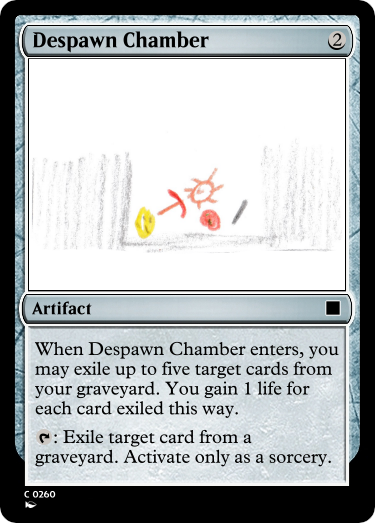 Despawn Chamber 2
Artifact
When Despawn Chamber enters, you
may exile up to five target cards from
your graveyard. You gain 1 life for
each card exiled this way.
: Exile target card from a
graveyard. Activate only as a sorcery.
C 0260